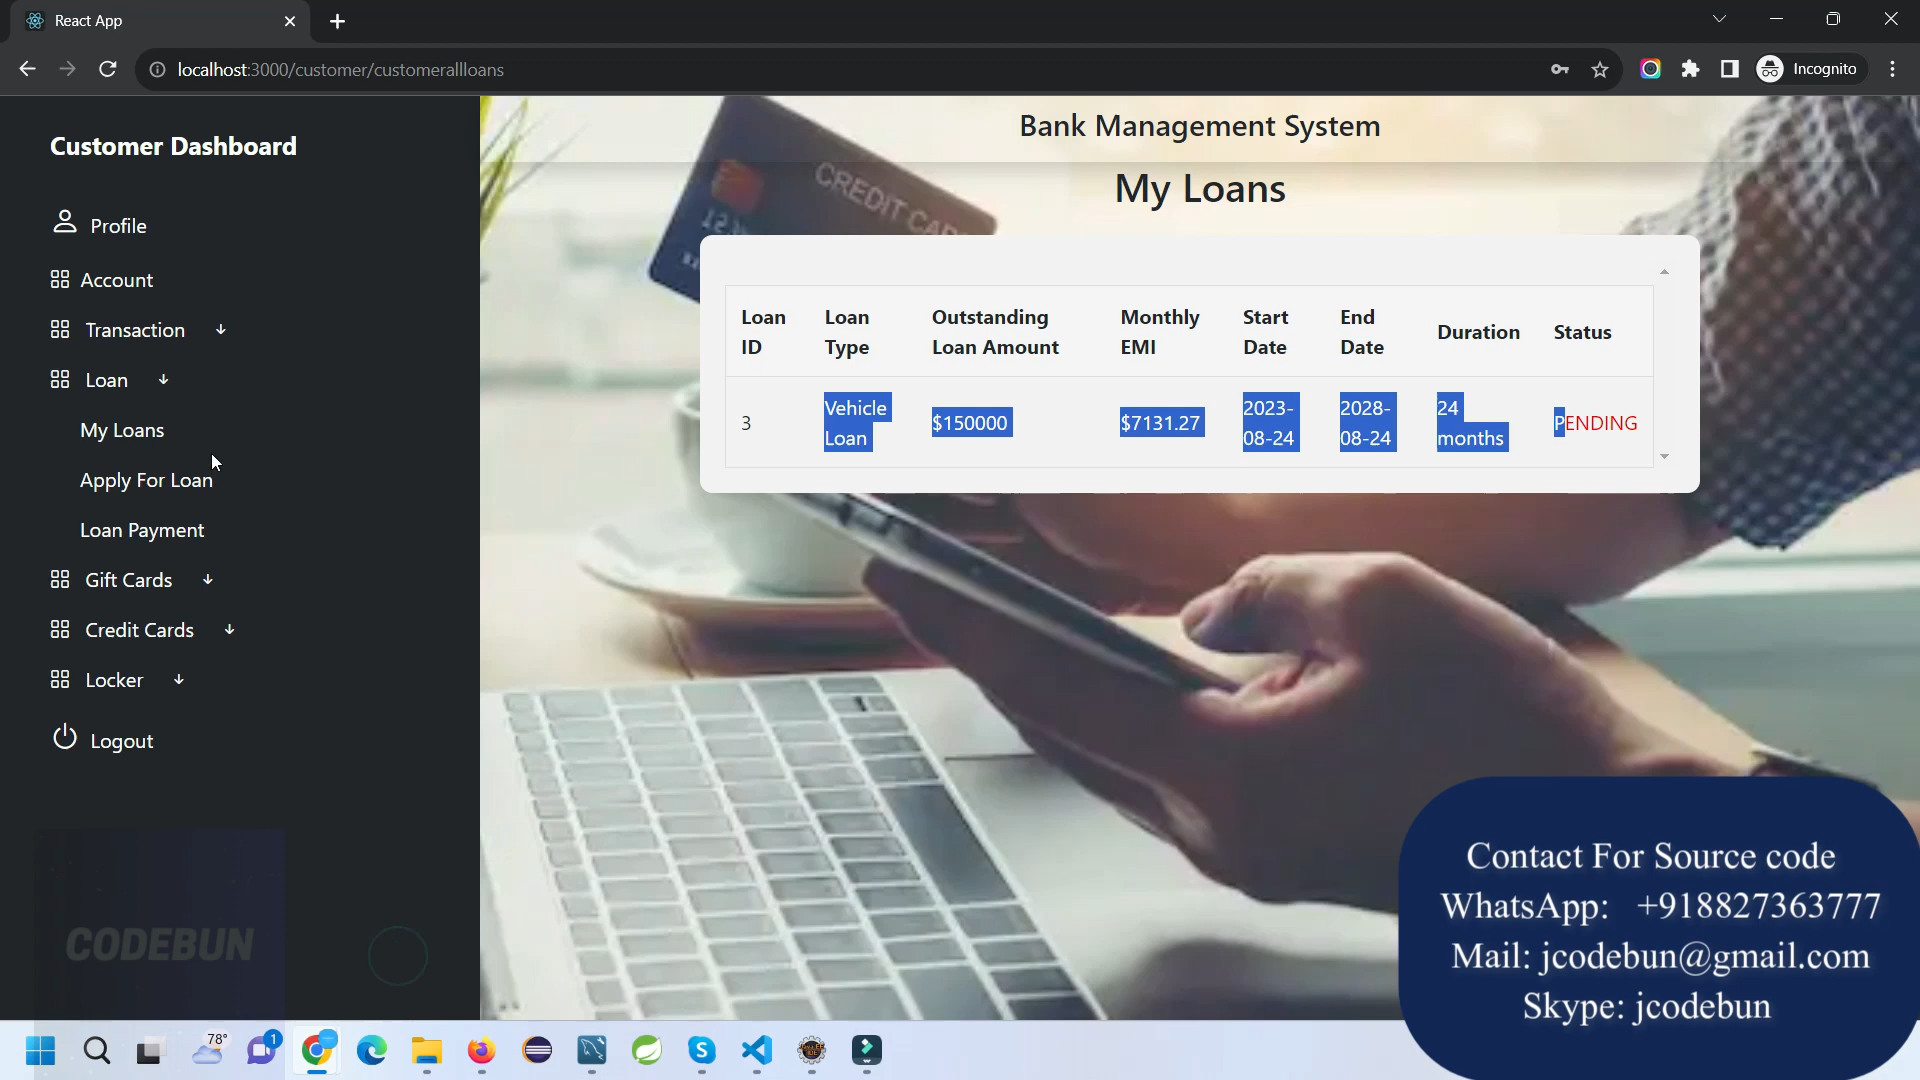 React App
localhost:3000/customer/customerallloans
Incognito
Customer Dashboard
Profile
Account
Transaction
Loan
My Loans
Apply For Loan
Loan Payment
Gift Cards
Credit Cards
Locker
Logout
CODEBUN
Bank Management System
My Loans
CREDIT CARD
Loan ID Loan Type Outstanding Loan Amount Monthly EMI Start Date End Date Duration Status
3 Vehicle Loan $150000 $7131.27 2023-08-24 2028-08-24 24 months PENDING
Contact For Source code
WhatsApp: +918827363777
Mail: jcodebun@gmail.com
Skype: jcodebun
78°
1